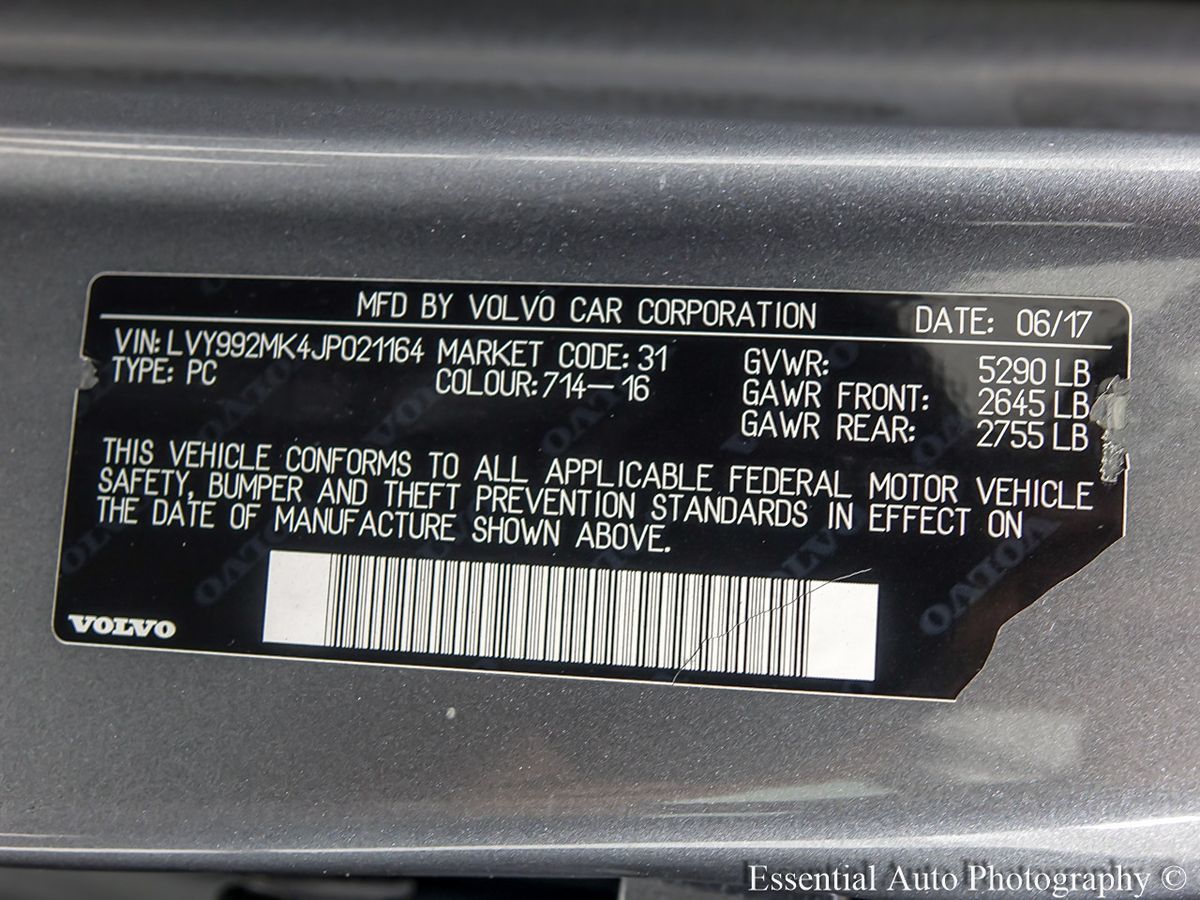 MFD BY VOLVO CAR CORPORATION DATE: 06/17
VIN: LVY992MK4JP021164 MARKET CODE: 31 GVWR: 5290 LB
TYPE: PC COLOUR: 714-16 GAWR FRONT: 2645 LB
GAWR REAR: 2755 LB
THIS VEHICLE CONFORMS TO ALL APPLICABLE FEDERAL MOTOR VEHICLE
SAFETY, BUMPER AND THEFT PREVENTION STANDARDS IN EFFECT ON
THE DATE OF MANUFACTURE SHOWN ABOVE.
VOLVO
Essential Auto Photography ©